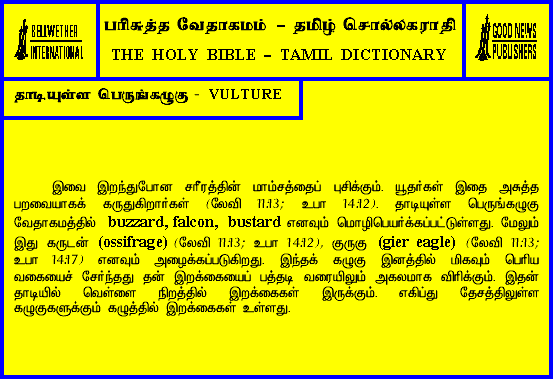 BELLWETHER
INTERNATIONAL
பரிசுத்த வேதாகமம் – தமிழ் சொல்லகராதி
THE HOLY BIBLE – TAMIL DICTIONARY
GOOD NEWS
PUBLISHERS
தாடியுள்ள பெருங்கழுகு - VULTURE
இவை இறந்துபோன சரீரத்தின் மாம்சத்தைப் புசிக்கும். யூதர்கள் இதை அசுத்த
பறவையாகக் கருதுகிறார்கள் (லேவி 11:13; உபா 14:12). தாடியுள்ள பெருங்கழுகு
வேதாகமத்தில் buzzard, falcon, bustard எனவும் மொழிபெயர்க்கப்பட்டுள்ளது. மேலும்
இது கருடன் (ossifrage) (லேவி 11:13; உபா 14:12), குருகு (gier eagle) (லேவி 11:13;
உபா 14:17) எனவும் அழைக்கப்படுகிறது. இந்தக் கழுகு இனத்தில் மிகவும் பெரிய
வகையைச் சேர்ந்தது தன் இறக்கையைப் பத்தடி வரையிலும் அகலமாக விரிக்கும். இதன்
தாடியில் வெள்ளை நிறத்தில் இறக்கைகள் இருக்கும். எகிப்து தேசத்திலுள்ள
கழுகுகளுக்கும் கழுத்தில் இறக்கைகள் உள்ளது.